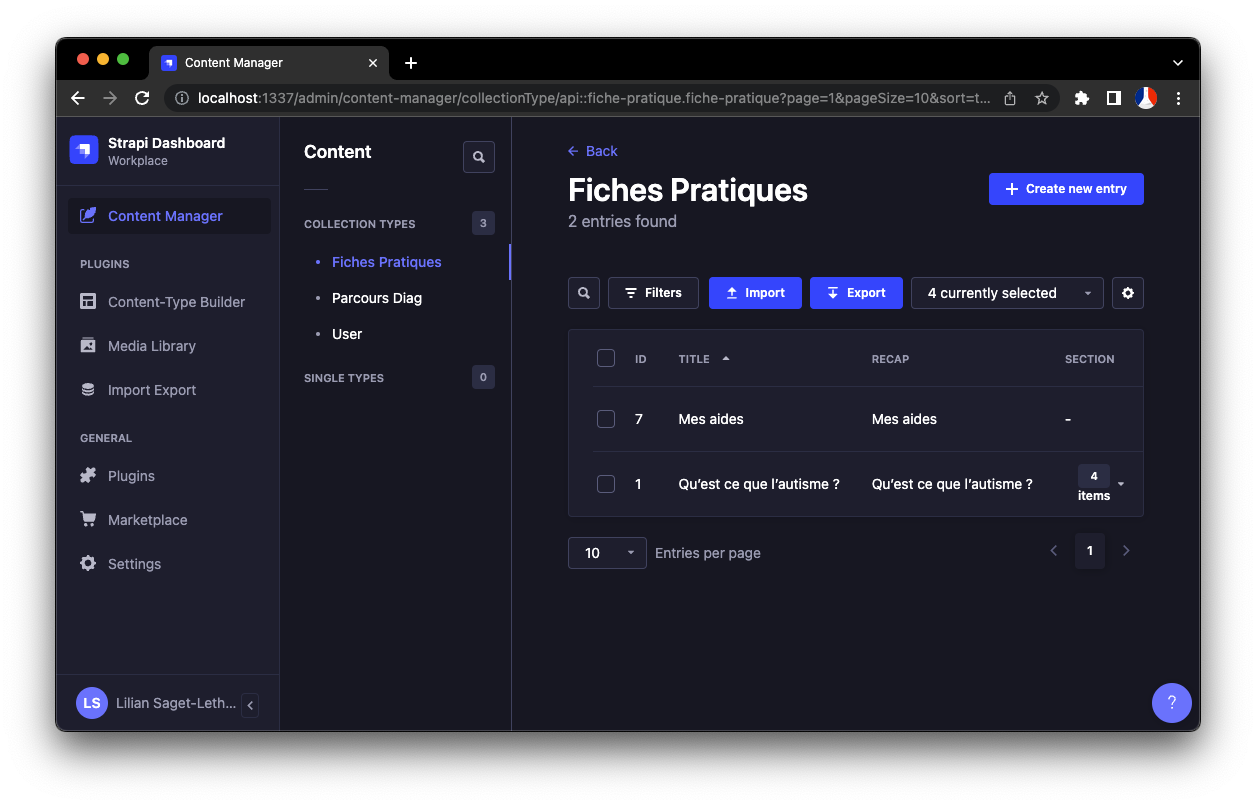 Content Manager
localhost:1337/admin/content-manager/collectionType/api::fiche-pratique.fiche-pratique?page=1&pageSize=10&sort=t...
Strapi Dashboard
Workplace
Content Manager
PLUGINS
Content-Type Builder
Media Library
Import Export
GENERAL
Plugins
Marketplace
Settings
LS Lilian Saget-Leth...
Content
COLLECTION TYPES 3
Fiches Pratiques
Parcours Diag
User
SINGLE TYPES 0
Back
Fiches Pratiques
2 entries found
Create new entry
Filters Import Export 4 currently selected
ID TITLE RECAP SECTION
7 Mes aides Mes aides -
1 Qu’est ce que l’autisme ? Qu’est ce que l’autisme ? 4 items
10 Entries per page 1
?